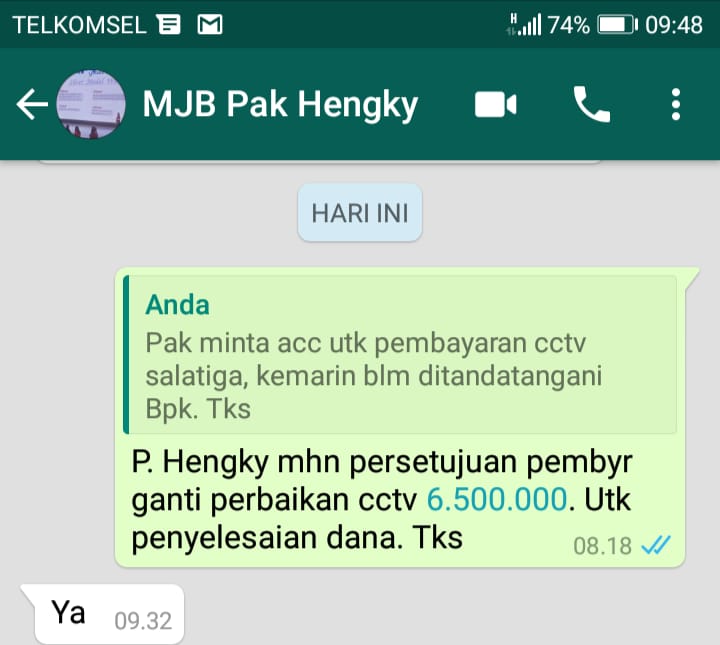 TELKOMSEL 74% 09:48
MJB Pak Hengky
HARI INI
Anda
Pak minta acc utk pembayaran cctv
salatiga, kemarin blm ditandatangani
Bpk. Tks
P. Hengky mhn persetujuan pembyr
ganti perbaikan cctv 6.500.000. Utk
penyelesaian dana. Tks
08.18
Ya 09.32